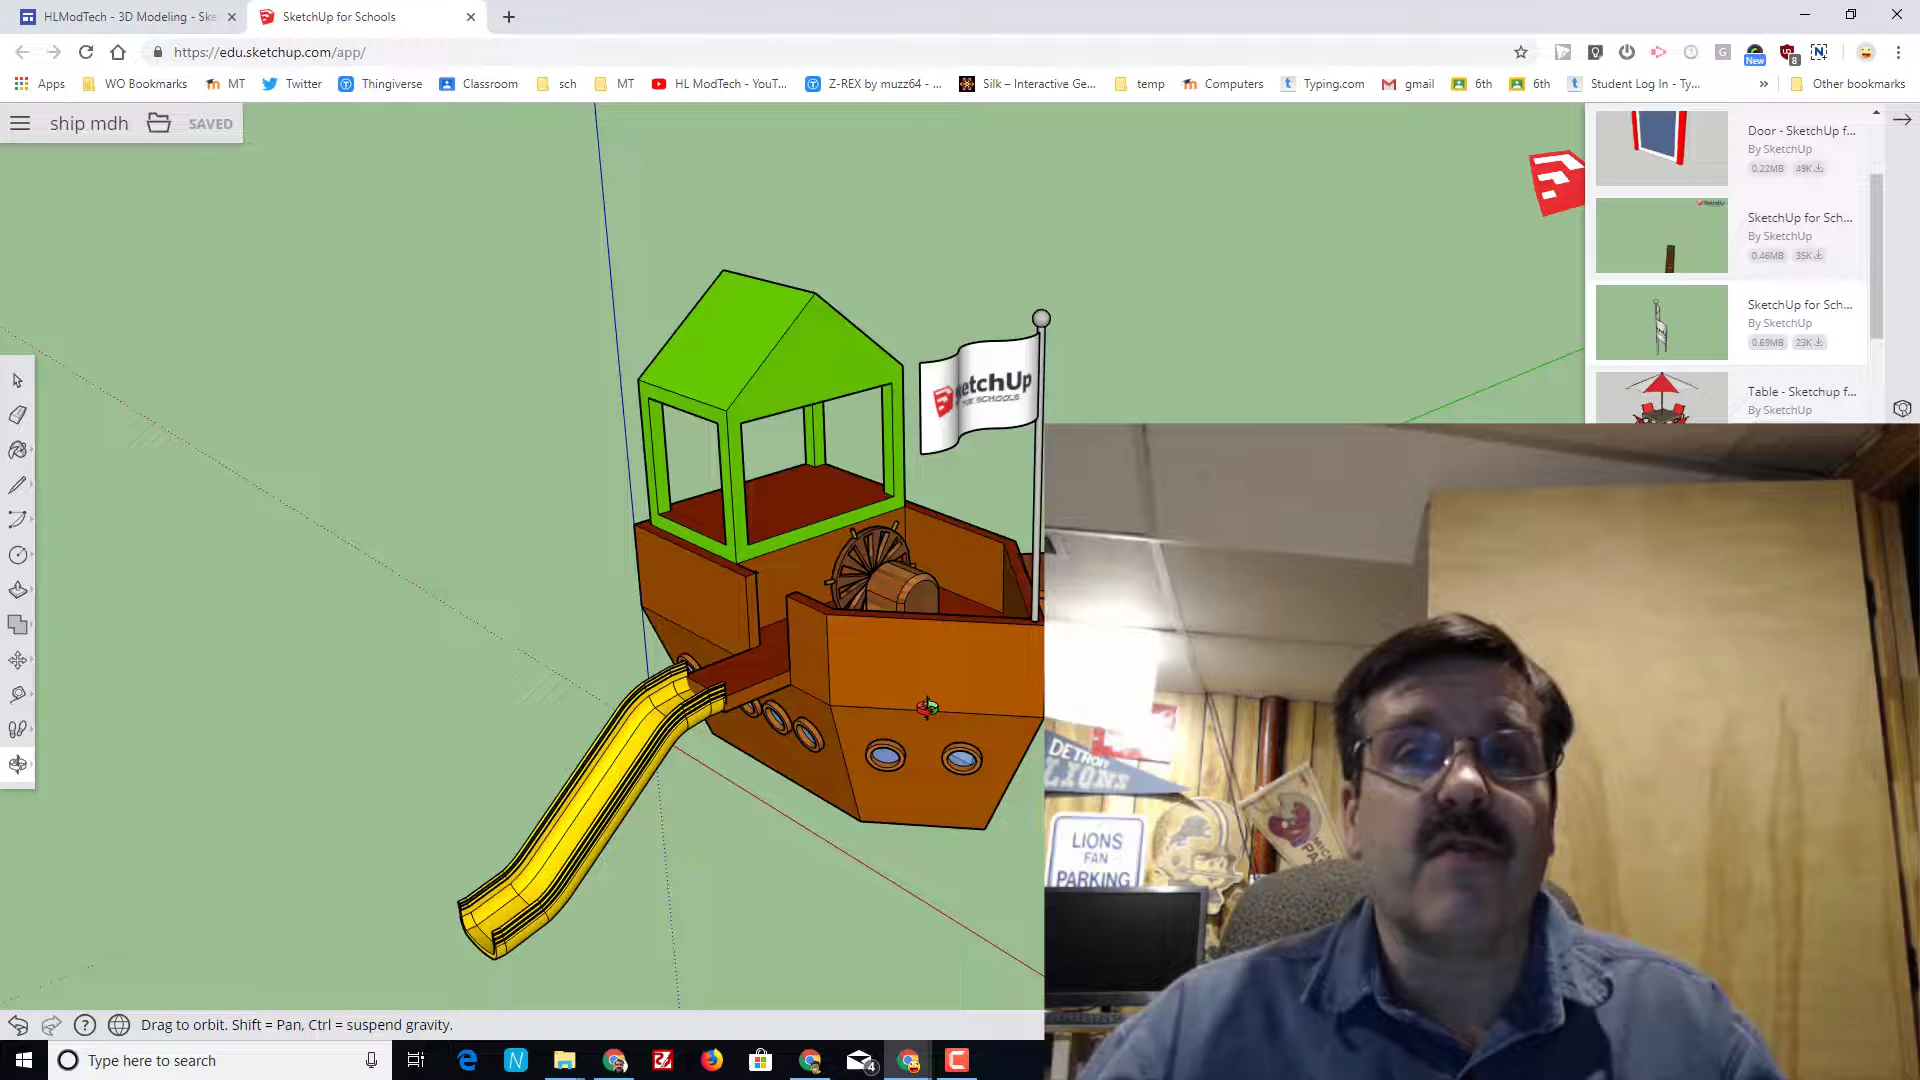 HLModTech - 3D Modeling - Ske
SketchUp for Schools
https://edu.sketchup.com/app/
New
8
Apps
WO Bookmarks
MT
Twitter
Thingiverse
Classroom
sch
MT
HL ModTech - YouT...
Z-REX by muzz64 - ...
Silk – Interactive Ge...
temp
Computers
Typing.com
gmail
6th
6th
Student Log In - Ty...
»
Other bookmarks
ship mdh
SAVED
Door - SketchUp f...
By SketchUp
0.22MB 49K
SketchUp for Sch...
By SketchUp
0.46MB 35K
SketchUp for Sch...
By SketchUp
0.69MB 23K
Table - Sketchup f...
By SketchUp
etchUp
SCHOOLS
DETROIT
LIONS
LIONS
FAN
PARKING
Drag to orbit. Shift = Pan, Ctrl = suspend gravity.
Type here to search
4